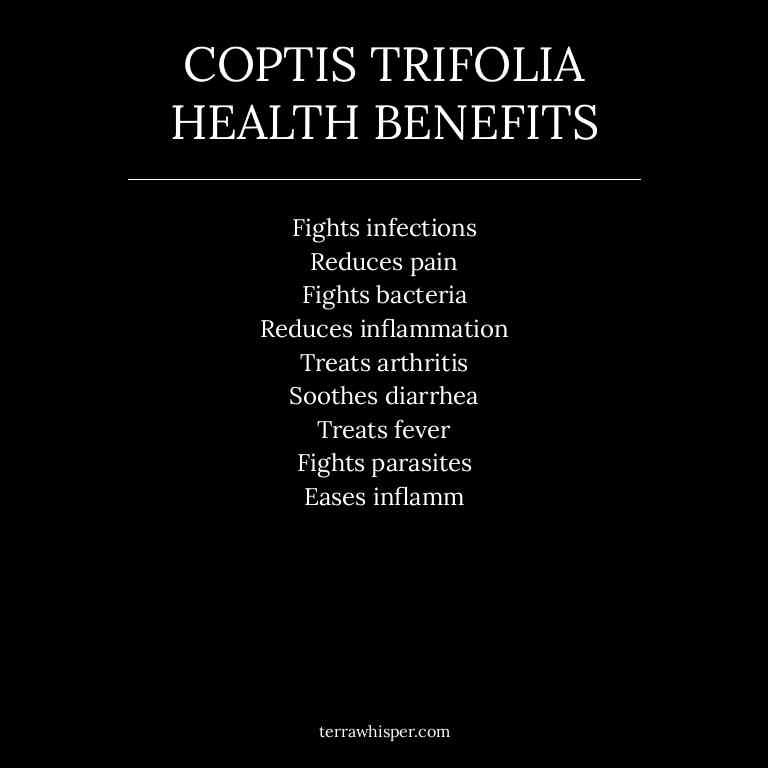 COPTIS TRIFOLIA
HEALTH BENEFITS
Fights infections
Reduces pain
Fights bacteria
Reduces inflammation
Treats arthritis
Soothes diarrhea
Treats fever
Fights parasites
Eases inflamm
terrawhisper.com